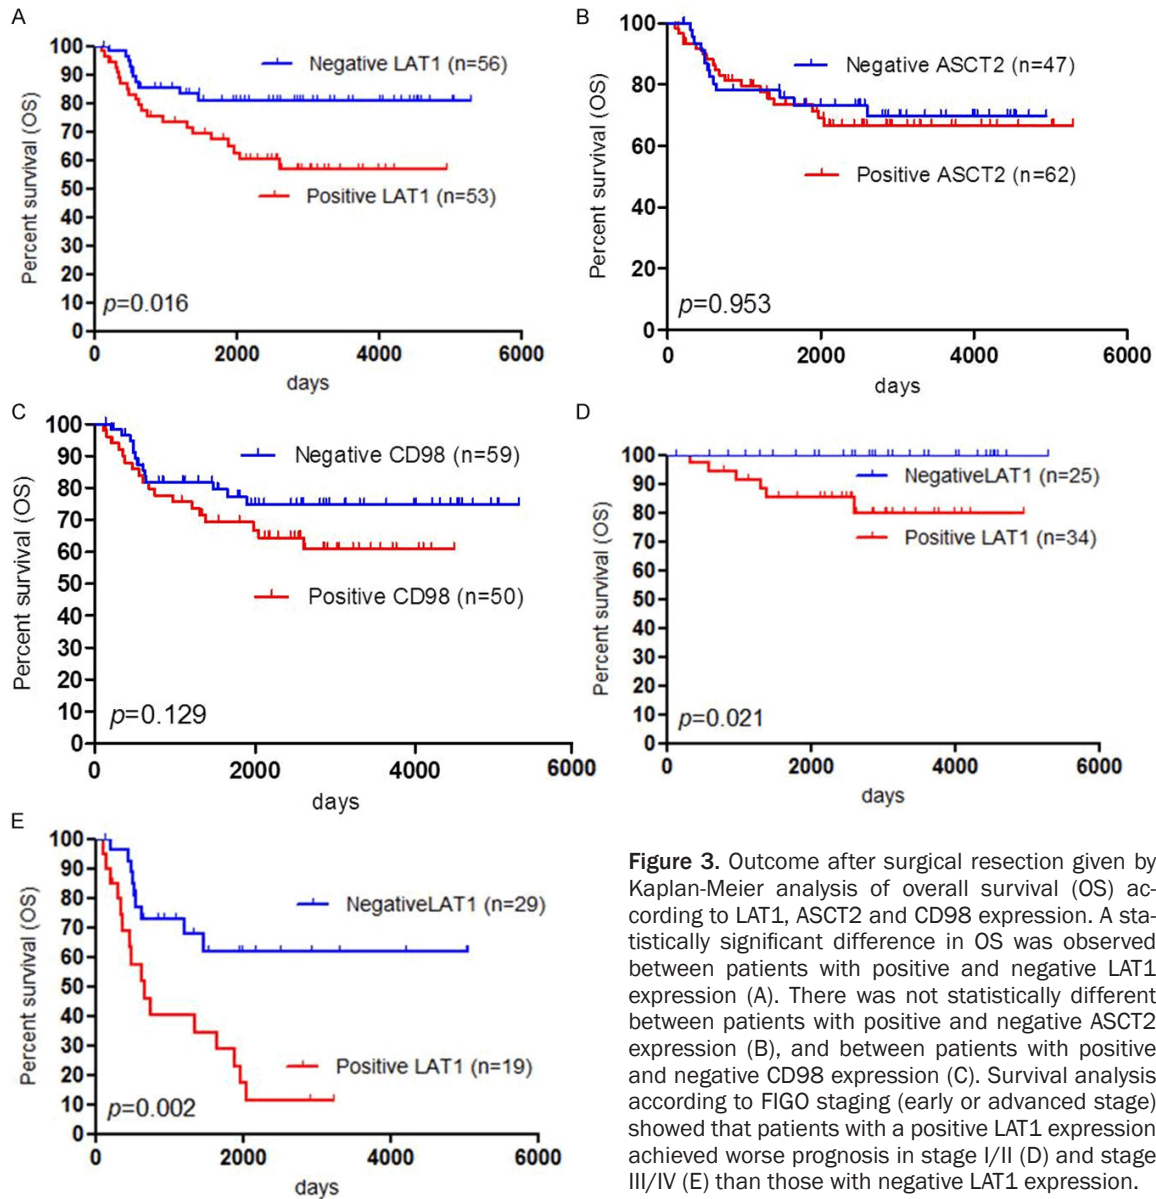 A
Percent survival (OS)
100
90
80
70
60
50
40
30
20
10
0
Negative LAT1 (n=56)
Positive LAT1 (n=53)
p=0.016
0 2000 4000 6000
days
B
Percent survival (OS)
100
80
60
40
20
0
Negative ASCT2 (n=47)
Positive ASCT2 (n=62)
p=0.953
0 2000 4000 6000
days
C
Percent survival (OS)
100
90
80
70
60
50
40
30
20
10
0
Negative CD98 (n=59)
Positive CD98 (n=50)
p=0.129
0 2000 4000 6000
days
D
Percent survival (OS)
100
90
80
70
60
50
40
30
20
10
0
NegativeLAT1 (n=25)
Positive LAT1 (n=34)
p=0.021
0 2000 4000 6000
days
E
Percent survival (OS)
100
90
80
70
60
50
40
30
20
10
0
NegativeLAT1 (n=29)
Positive LAT1 (n=19)
p=0.002
0 2000 4000 6000
days
Figure 3. Outcome after surgical resection given by
Kaplan-Meier analysis of overall survival (OS) ac-
cording to LAT1, ASCT2 and CD98 expression. A sta-
tistically significant difference in OS was observed
between patients with positive and negative LAT1
expression (A). There was not statistically different
between patients with positive and negative ASCT2
expression (B), and between patients with positive
and negative CD98 expression (C). Survival analysis
according to FIGO staging (early or advanced stage)
showed that patients with a positive LAT1 expression
achieved worse prognosis in stage I/II (D) and stage
III/IV (E) than those with negative LAT1 expression.